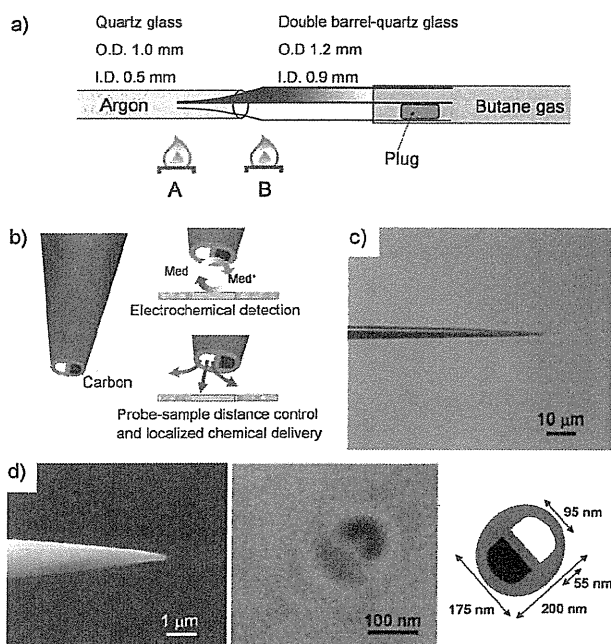 a)
Quartz glass
O.D. 1.0 mm
I.D. 0.5 mm
Double barrel-quartz glass
O.D 1.2 mm
I.D. 0.9 mm
Argon
Butane gas
Plug
A
B
b)
Med
Med*
Electrochemical detection
Carbon
Probe-sample distance control
and localized chemical delivery
c)
10 μm
d)
1 μm
100 nm
95 nm
55 nm
175 nm
200 nm